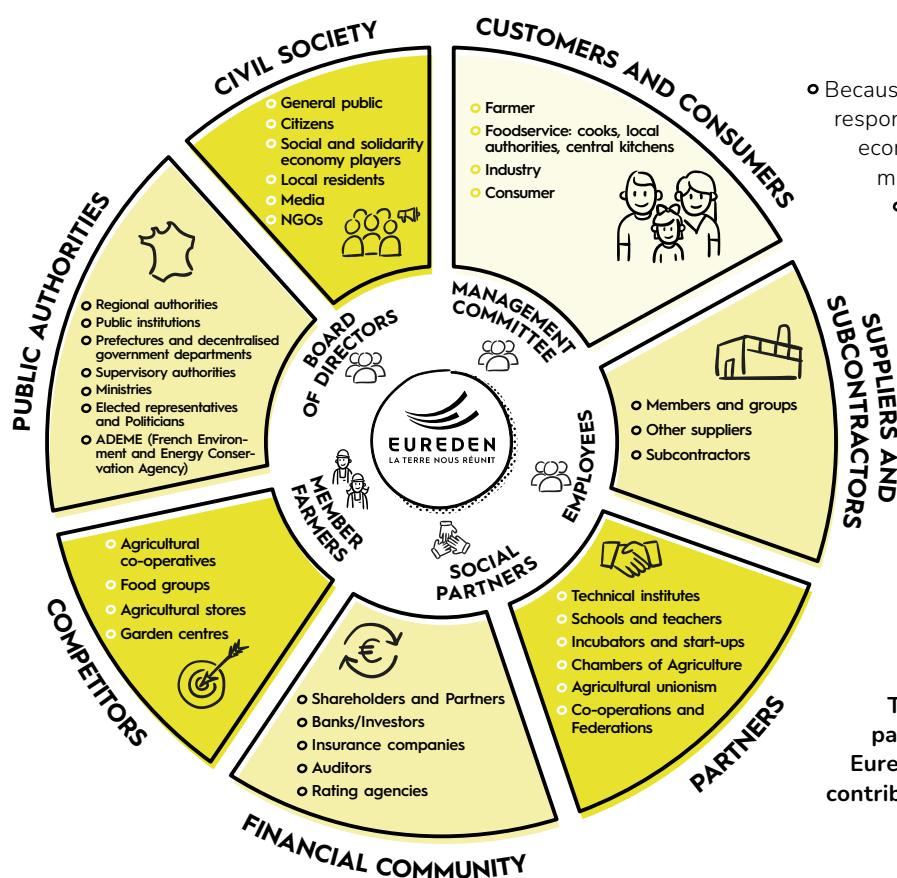 CIVIL SOCIETY
General public
Citizens
Social and solidarity
economy players
Local residents
Media
NGOs
CUSTOMERS AND CONSUMERS
Farmer
Foodservice: cooks, local
authorities, central kitchens
Industry
Consumer
SUPPLIERS AND
SUBCONTRACTORS
Members and groups
Other suppliers
Subcontractors
PARTNERS
Technical institutes
Schools and teachers
Incubators and start-ups
Chambers of Agriculture
Agricultural unionism
Co-operations and
Federations
FINANCIAL COMMUNITY
Shareholders and Partners
Banks/Investors
Insurance companies
Auditors
Rating agencies
COMPETITORS
Agricultural
co-operatives
Food groups
Agricultural stores
Garden centres
PUBLIC AUTHORITIES
Regional authorities
Public institutions
Prefectures and decentralised
government departments
Supervisory authorities
Ministries
Elected representatives
and Politicians
ADEME (French Environ-
ment and Energy Conser-
vation Agency)
BOARD
OF DIRECTORS
MANAGEMENT
COMMITTEE
EMPLOYEES
SOCIAL
PARTNERS
MEMBER
FARMERS
EUREDEN
LA TERRE NOUS RÉUNIT
Becaus
respor
econ
m
T
pa
Eure
contrib